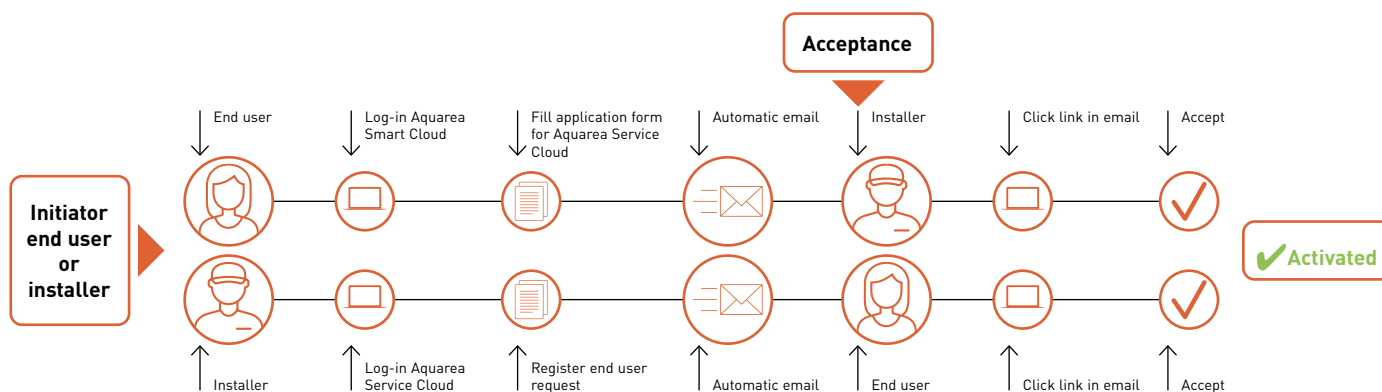 Acceptance
End user
Log-in Aquarea
Smart Cloud
Fill application form
for Aquarea Service
Cloud
Automatic email
Installer
Click link in email
Accept
Initiator
end user
or
installer
Activated
Installer
Log-in Aquarea
Service Cloud
Register end user
request
Automatic email
End user
Click link in email
Accept